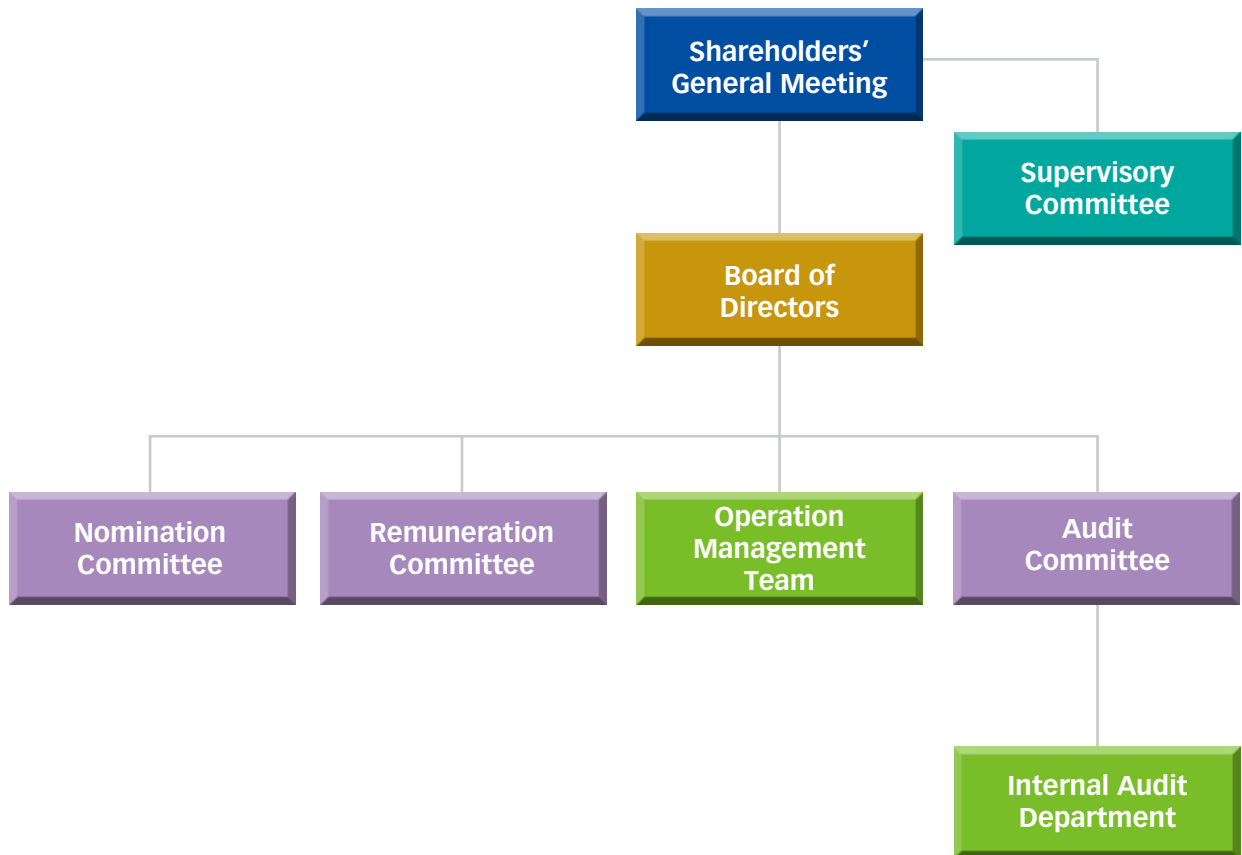 Shareholders’
General Meeting
Supervisory
Committee
Board of
Directors
Nomination
Committee
Remuneration
Committee
Operation
Management
Team
Audit
Committee
Internal Audit
Department